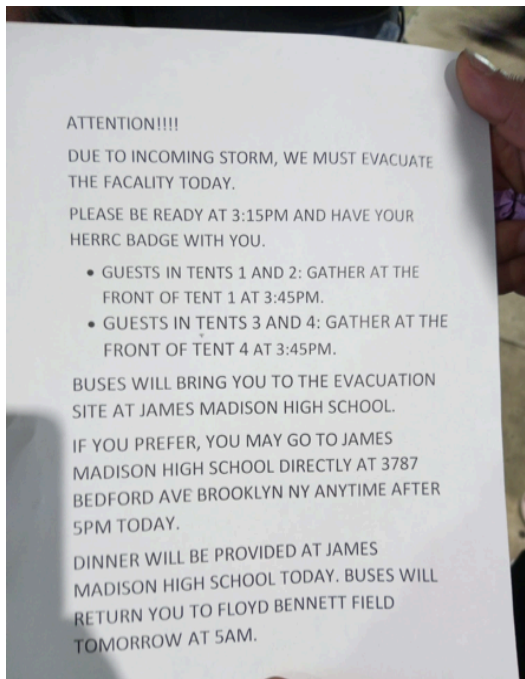 ATTENTION!!!!
DUE TO INCOMING STORM, WE MUST EVACUATE
THE FACALITY TODAY.
PLEASE BE READY AT 3:15PM AND HAVE YOUR
HERRC BADGE WITH YOU.
• GUESTS IN TENTS 1 AND 2: GATHER AT THE
FRONT OF TENT 1 AT 3:45PM.
• GUESTS IN TENTS 3 AND 4: GATHER AT THE
FRONT OF TENT 4 AT 3:45PM.
BUSES WILL BRING YOU TO THE EVACUATION
SITE AT JAMES MADISON HIGH SCHOOL.
IF YOU PREFER, YOU MAY GO TO JAMES
MADISON HIGH SCHOOL DIRECTLY AT 3787
BEDFORD AVE BROOKLYN NY ANYTIME AFTER
5PM TODAY.
DINNER WILL BE PROVIDED AT JAMES
MADISON HIGH SCHOOL TODAY. BUSES WILL
RETURN YOU TO FLOYD BENNETT FIELD
TOMORROW AT 5AM.